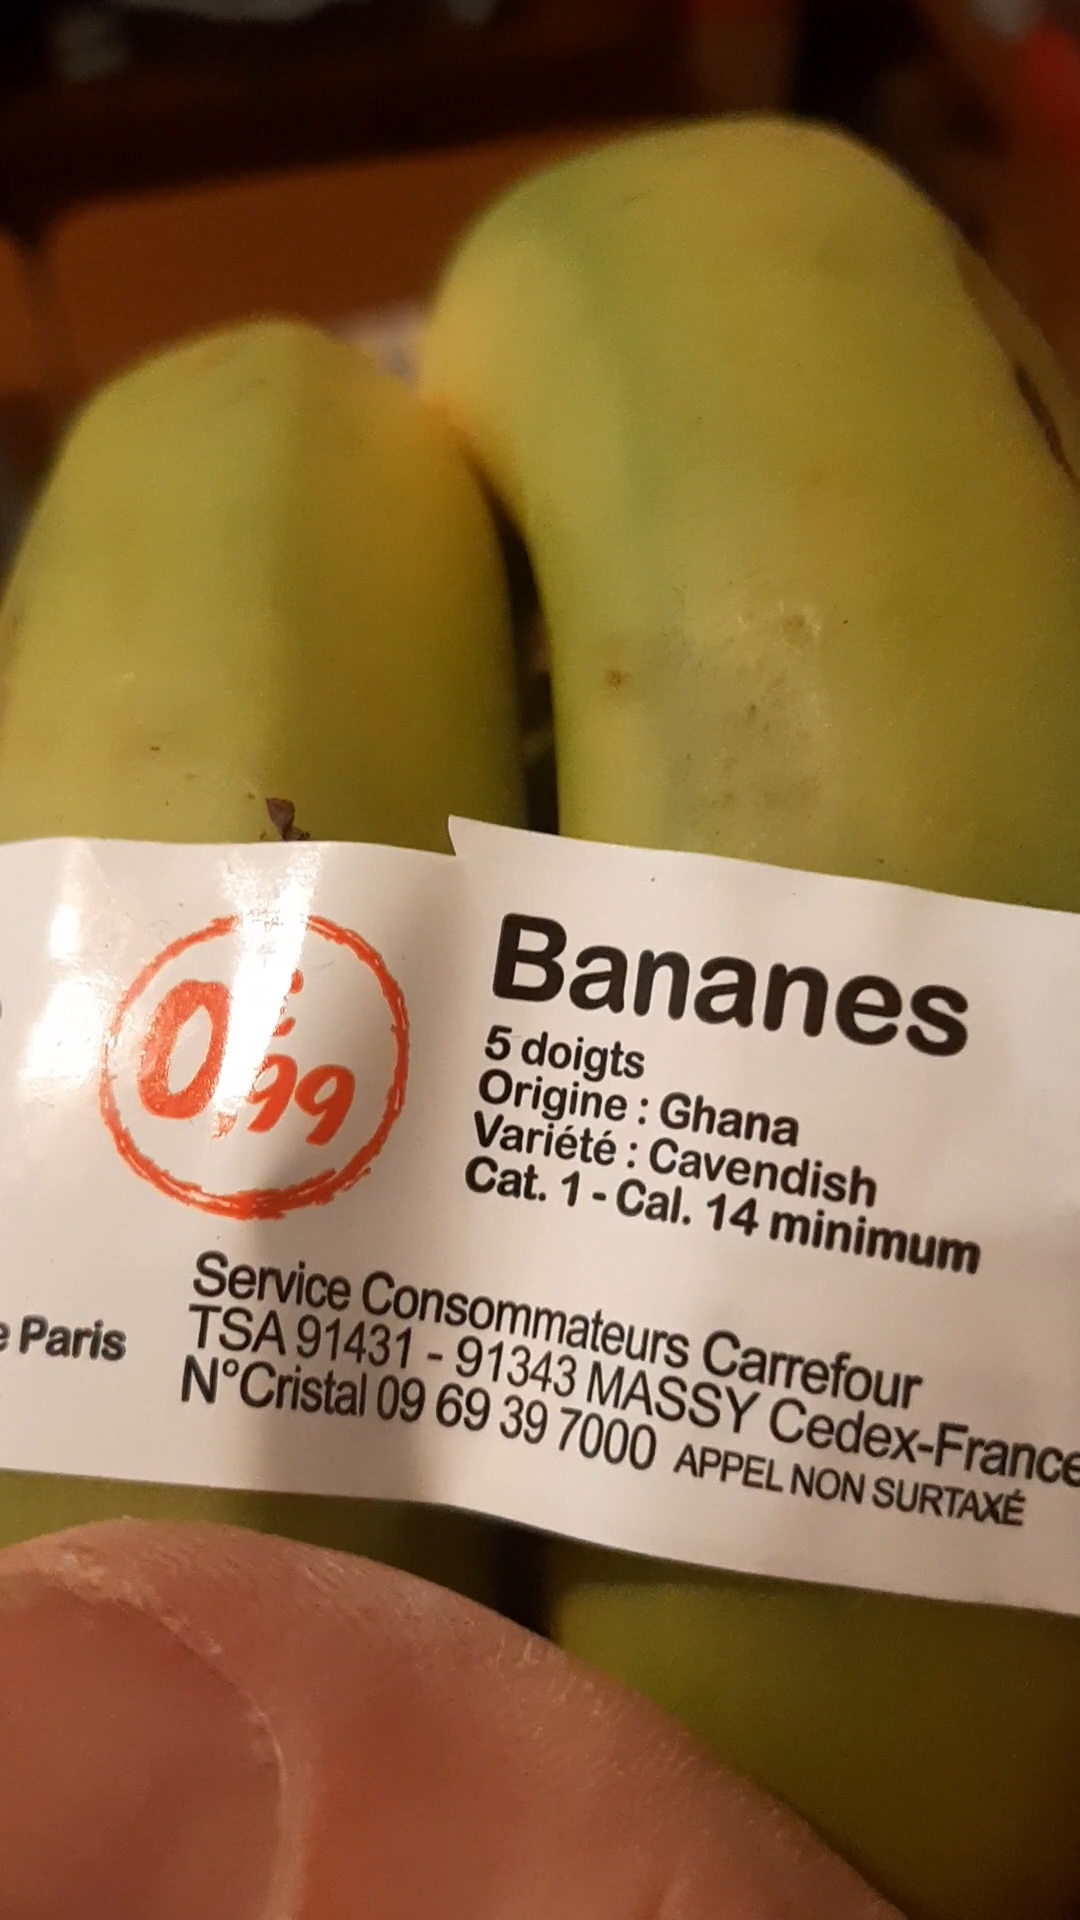 0€,99
Bananes
5 doigts
Origine : Ghana
Variété : Cavendish
Cat. 1 - Cal. 14 minimum
Service Consommateurs Carrefour
TSA 91431 - 91343 MASSY Cedex-France
N°Cristal 09 69 39 7000 APPEL NON SURTAXÉ
e Paris